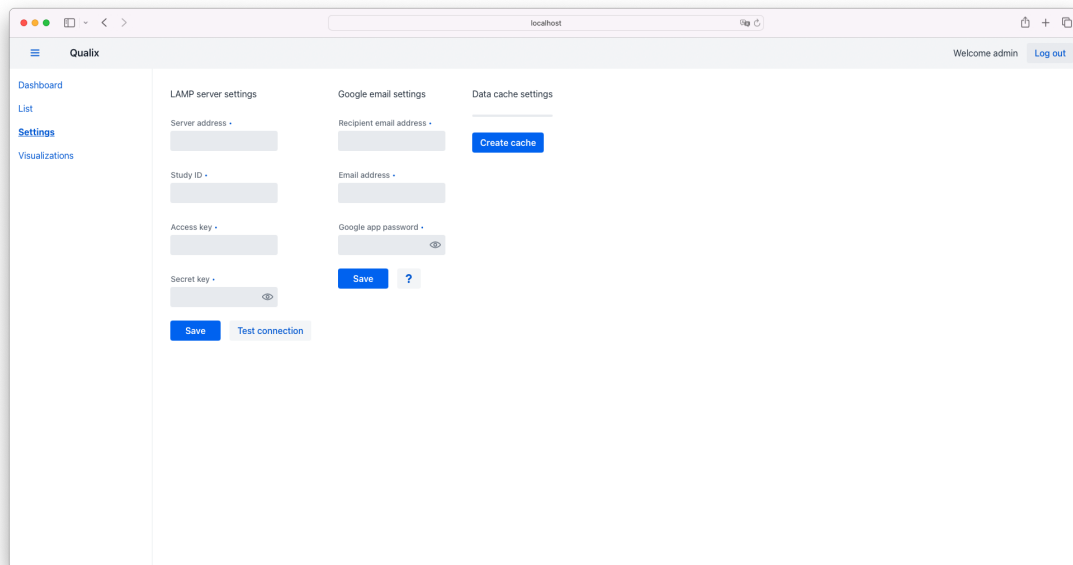 localhost
Qualix
Welcome admin
Log out
Dashboard
List
Settings
Visualizations
LAMP server settings
Server address •
Study ID •
Access key •
Secret key •
Save
Test connection
Google email settings
Recipient email address •
Email address •
Google app password •
Save
?
Data cache settings
Create cache